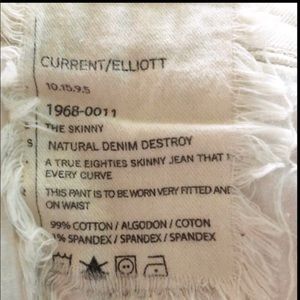 CURRENT/ELLIOTT
10.15.9.5
1968-0011
THE SKINNY
NATURAL DENIM DESTROY
A TRUE EIGHTIES SKINNY JEAN THAT
EVERY CURVE
THIS PANT IS TO BE WORN VERY FITTED AND
ON WAIST
99% COTTON / ALGODON / COTON
1% SPANDEX / SPANDEX / SPANDEX